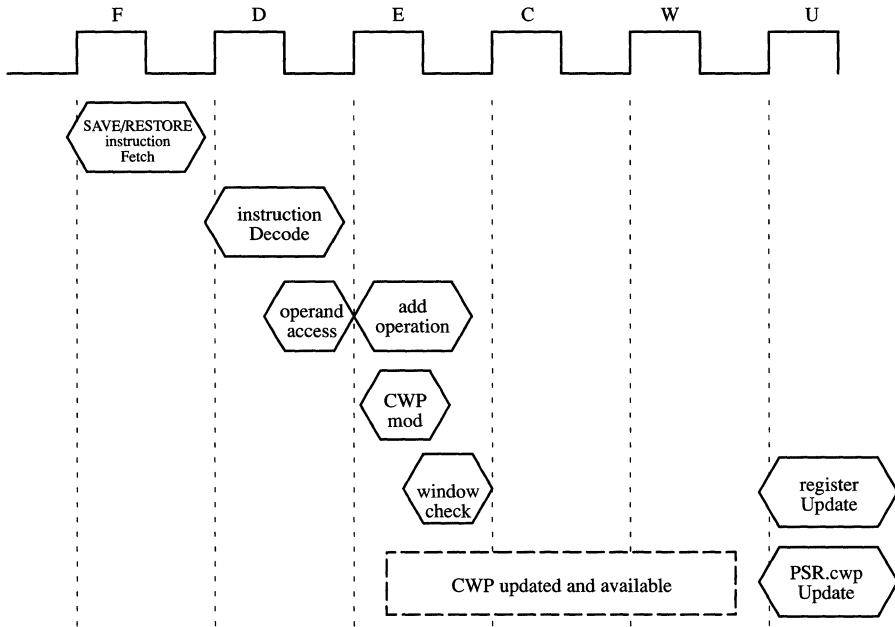 F D E C W U
SAVE/RESTORE
instruction
Fetch
instruction
Decode
operand
access
add
operation
CWP
mod
window
check
register
Update
CWP updated and available
PSR.cwp
Update